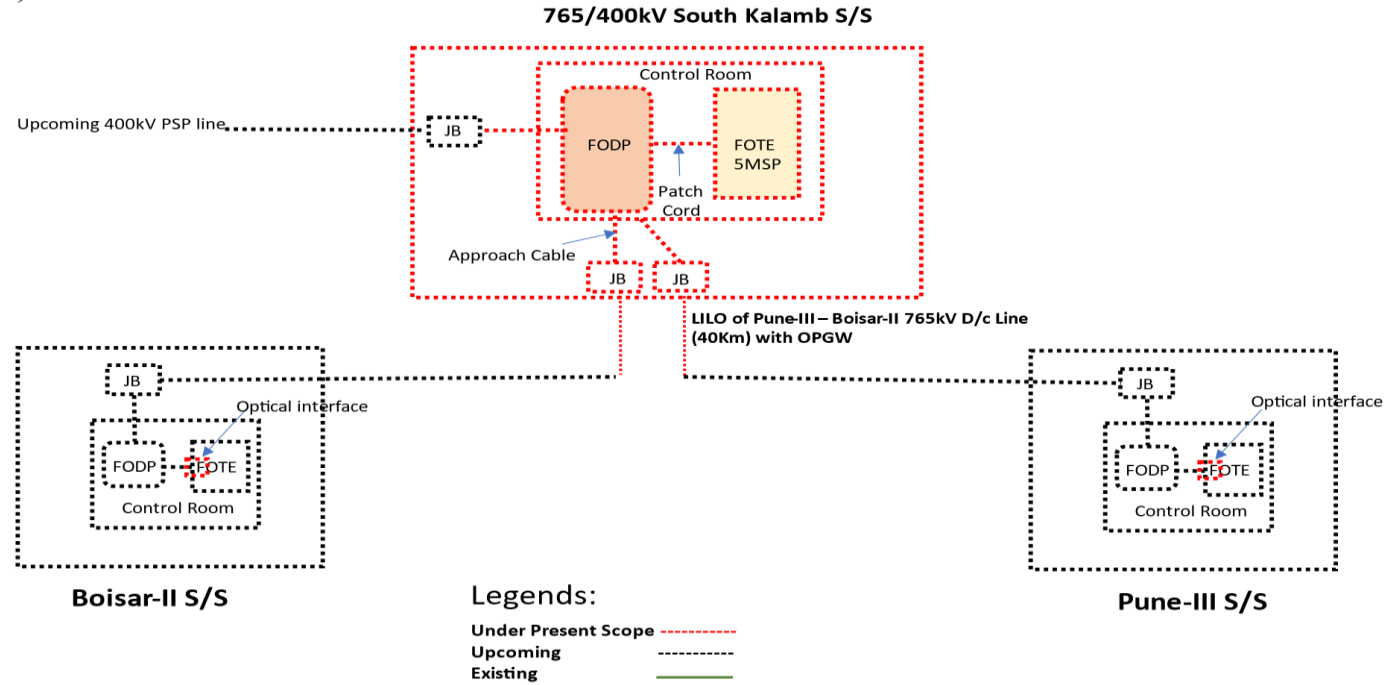 765/400kV South Kalamb S/S
Control Room
Upcoming 400kV PSP line
JB
FODP
FOTE
5MSP
Patch
Cord
Approach Cable
JB
JB
LILO of Pune-III – Boisar-II 765kV D/c Line
(40Km) with OPGW
JB
Optical interface
FODP
FOTE
Control Room
Boisar-II S/S
JB
Optical interface
FODP
FOTE
Control Room
Pune-III S/S
Legends:
Under Present Scope
Upcoming
Existing